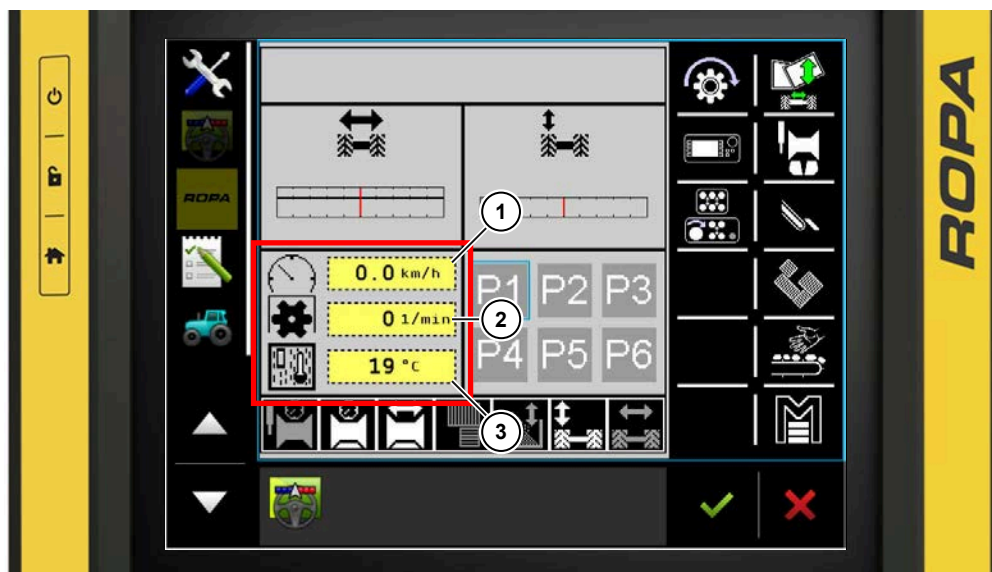 ROPA
ROPA
1
0.0 km/h
P1 P2 P3
2
0 1/min
P4 P5 P6
19 °C
3